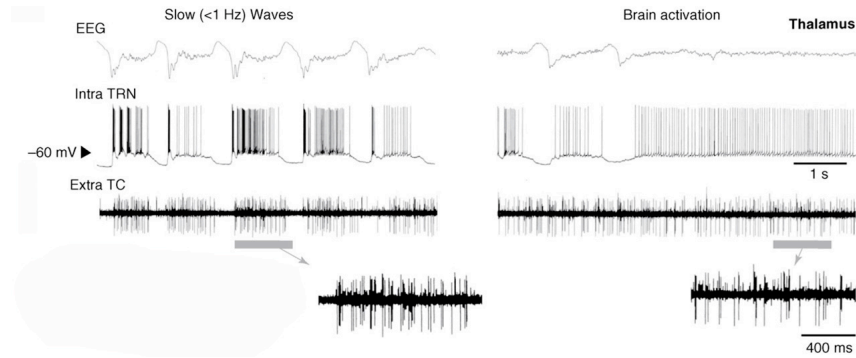 Slow (<1 Hz) Waves
Brain activation
Thalamus
EEG
Intra TRN
–60 mV
1 s
Extra TC
400 ms